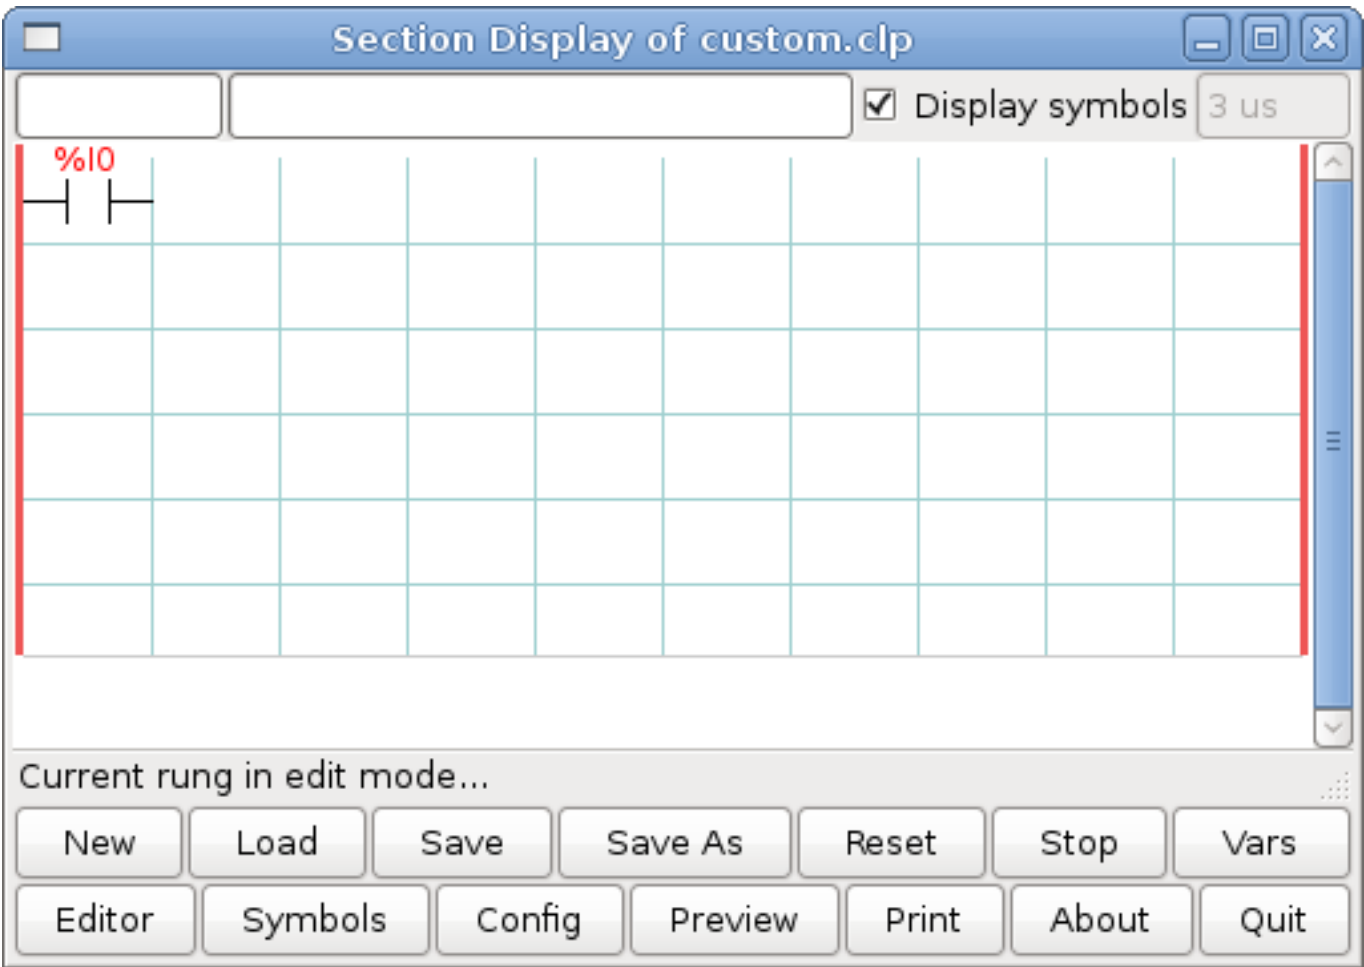 Section Display of custom.clp
Display symbols 3 us
%I0
Current rung in edit mode...
New Load Save Save As Reset Stop Vars
Editor Symbols Config Preview Print About Quit